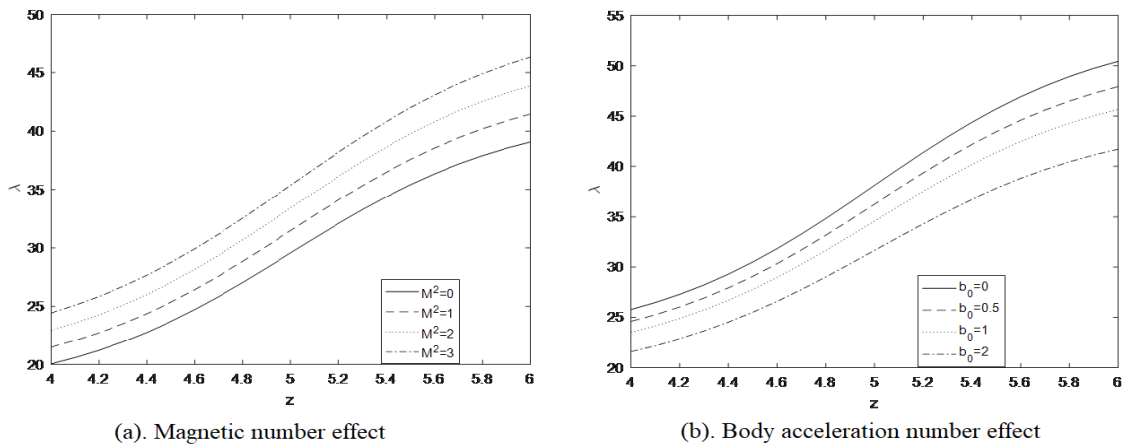 50
45
40
35
30
25
20
λ
4
4.2
4.4
4.6
4.8
5
5.2
5.4
5.6
5.8
6
z
M²=0
M²=1
M²=2
M²=3
(a). Magnetic number effect
55
50
45
40
35
30
25
20
λ
4
4.2
4.4
4.6
4.8
5
5.2
5.4
5.6
5.8
6
z
b₀=0
b₀=0.5
b₀=1
b₀=2
(b). Body acceleration number effect